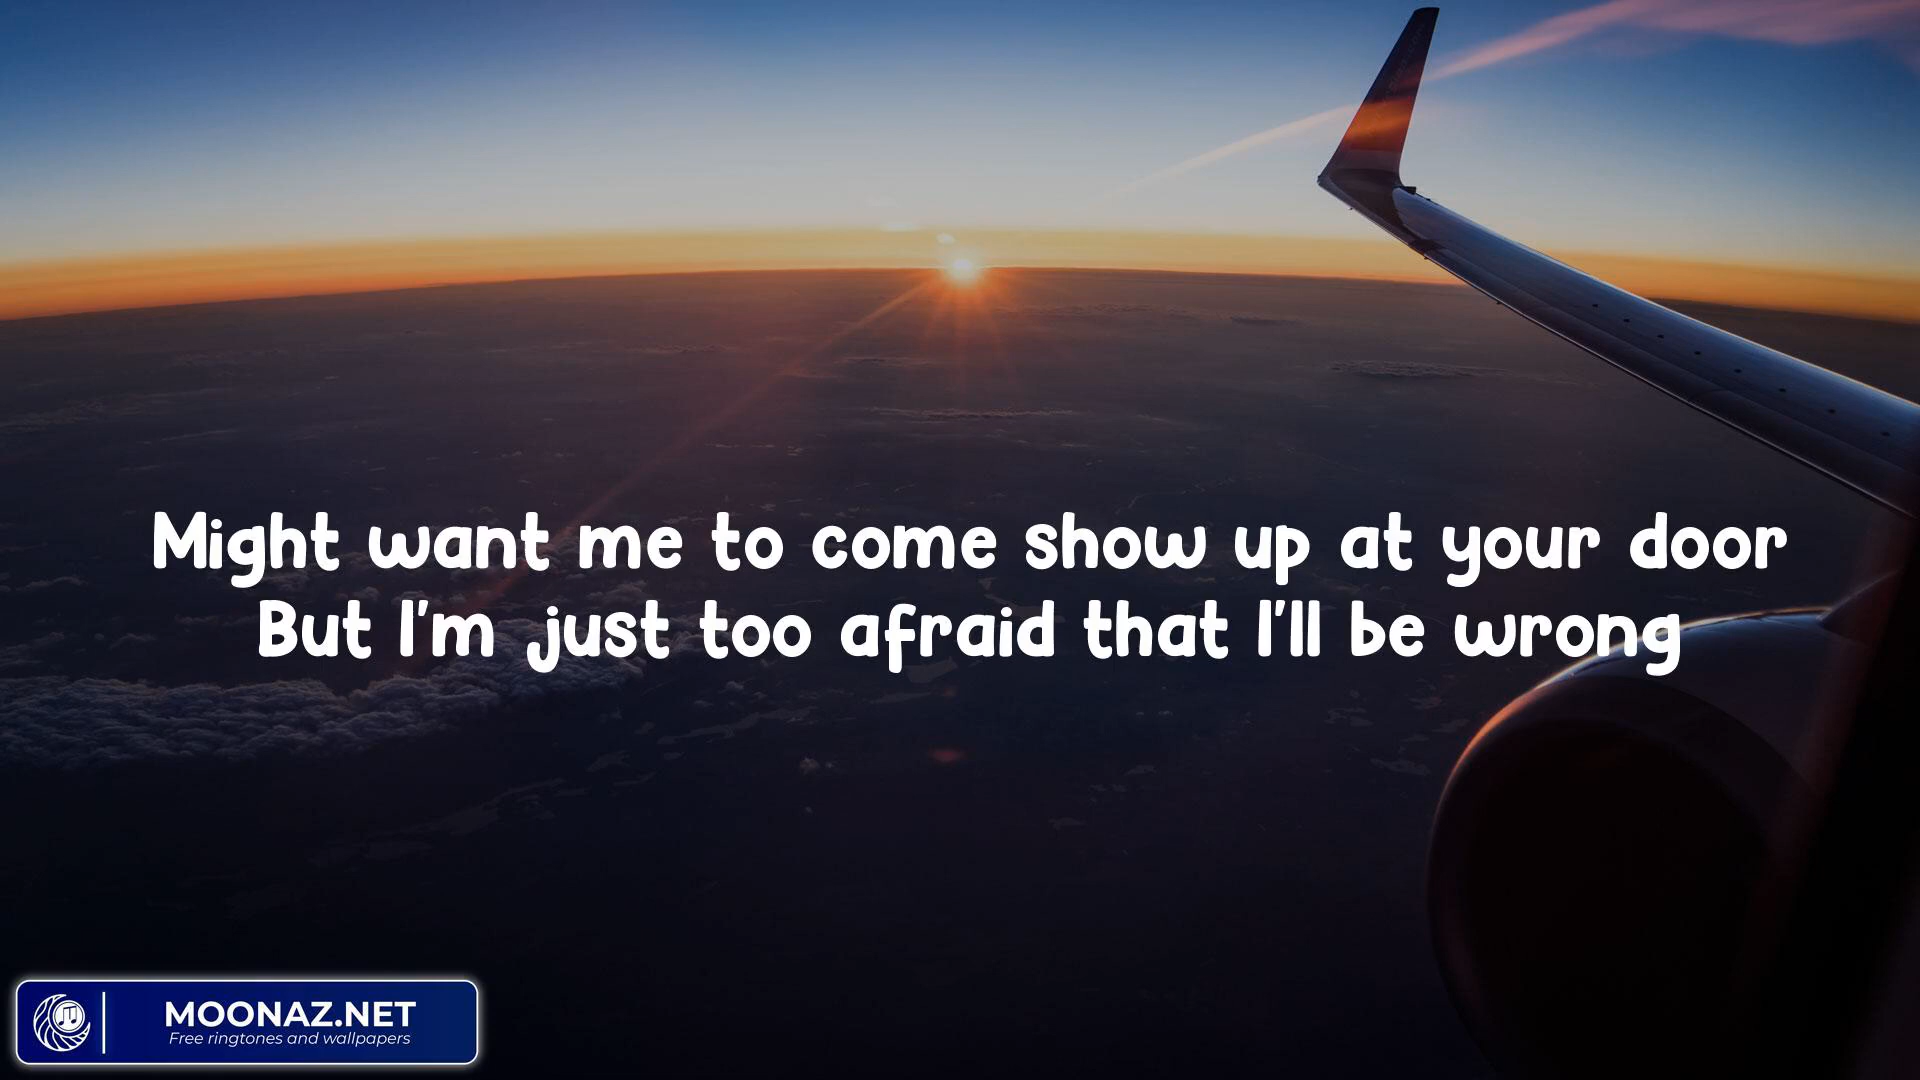 Might want me to come show up at your door
But I'm just too afraid that I'll be wrong
MOONAZ.NET
Free ringtones and wallpapers